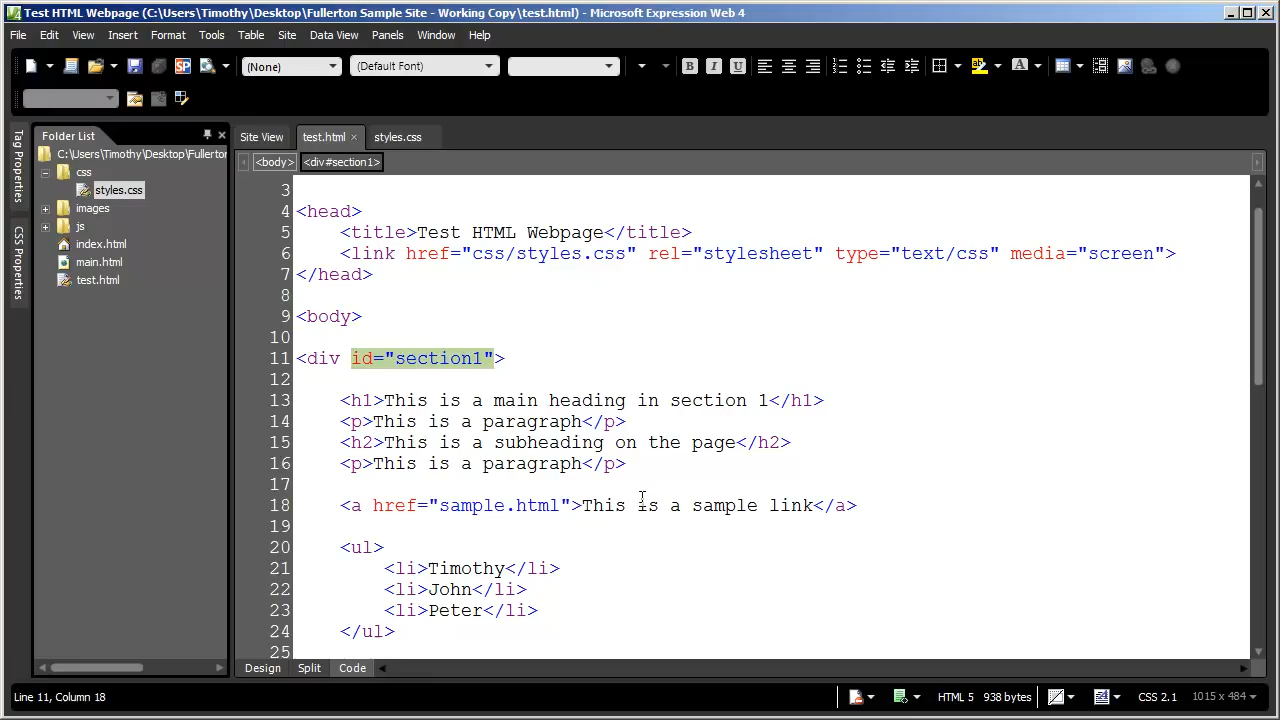 Test HTML Webpage (C:\Users\Timothy\Desktop\Fullerton Sample Site - Working Copy\test.html) - Microsoft Expression Web 4
File Edit View Insert Format Tools Table Site Data View Panels Window Help
(None) (Default Font) B I U A
Folder List
Site View test.html styles.css
<body> <div#section1>
Tag Properties
CSS Properties
C:\Users\Timothy\Desktop\Fullerton
css
styles.css
images
js
index.html
main.html
test.html
3
4 <head>
5 <title>Test HTML Webpage</title>
6 <link href="css/styles.css" rel="stylesheet" type="text/css" media="screen">
7 </head>
8
9 <body>
10
11 <div id="section1">
12
13 <h1>This is a main heading in section 1</h1>
14 <p>This is a paragraph</p>
15 <h2>This is a subheading on the page</h2>
16 <p>This is a paragraph</p>
17
18 <a href="sample.html">This is a sample link</a>
19
20 <ul>
21 <li>Timothy</li>
22 <li>John</li>
23 <li>Peter</li>
24 </ul>
25
Design Split Code
Line 11, Column 18 HTML 5 938 bytes CSS 2.1 1015 x 484